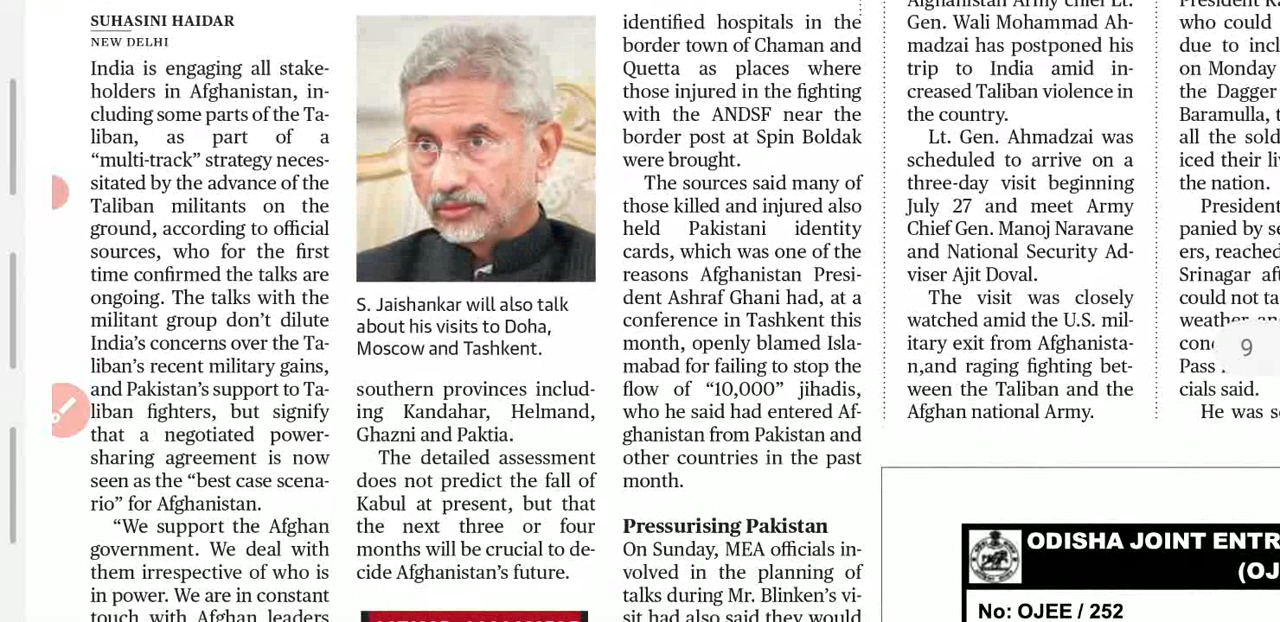 SUHASINI HAIDAR
NEW DELHI
India is engaging all stake-
holders in Afghanistan, in-
cluding some parts of the Ta-
liban, as part of a
“multi-track” strategy neces-
sitated by the advance of the
Taliban militants on the
ground, according to official
sources, who for the first
time confirmed the talks are
ongoing. The talks with the
militant group don’t dilute
India’s concerns over the Ta-
liban’s recent military gains,
and Pakistan’s support to Ta-
liban fighters, but signify
that a negotiated power-
sharing agreement is now
seen as the “best case scena-
rio” for Afghanistan.
“We support the Afghan
government. We deal with
them irrespective of who is
in power. We are in constant
touch with Afghan leaders
S. Jaishankar will also talk
about his visits to Doha,
Moscow and Tashkent.
southern provinces includ-
ing Kandahar, Helmand,
Ghazni and Paktia.
The detailed assessment
does not predict the fall of
Kabul at present, but that
the next three or four
months will be crucial to de-
cide Afghanistan’s future.
identified hospitals in the
border town of Chaman and
Quetta as places where
those injured in the fighting
with the ANDSF near the
border post at Spin Boldak
were brought.
The sources said many of
those killed and injured also
held Pakistani identity
cards, which was one of the
reasons Afghanistan Presi-
dent Ashraf Ghani had, at a
conference in Tashkent this
month, openly blamed Isla-
mabad for failing to stop the
flow of “10,000” jihadis,
who he said had entered Af-
ghanistan from Pakistan and
other countries in the past
month.
Pressurising Pakistan
On Sunday, MEA officials in-
volved in the planning of
talks during Mr. Blinken’s vi-
sit had also said they would
Afghanistan Army chief Lt.
Gen. Wali Mohammad Ah-
madzai has postponed his
trip to India amid in-
creased Taliban violence in
the country.
Lt. Gen. Ahmadzai was
scheduled to arrive on a
three-day visit beginning
July 27 and meet Army
Chief Gen. Manoj Naravane
and National Security Ad-
viser Ajit Doval.
The visit was closely
watched amid the U.S. mil-
itary exit from Afghanista-
n,and raging fighting bet-
ween the Taliban and the
Afghan national Army.
President
who could
due to incl
on Monday
the Dagger
Baramulla, t
all the sold
iced their li
the nation.
President
panied by se
ers, reached
Srinagar aft
could not ta
weather
Pass
cials said.
He was s
9
ODISHA JOINT ENTR
(OJ
No: OJEE / 252